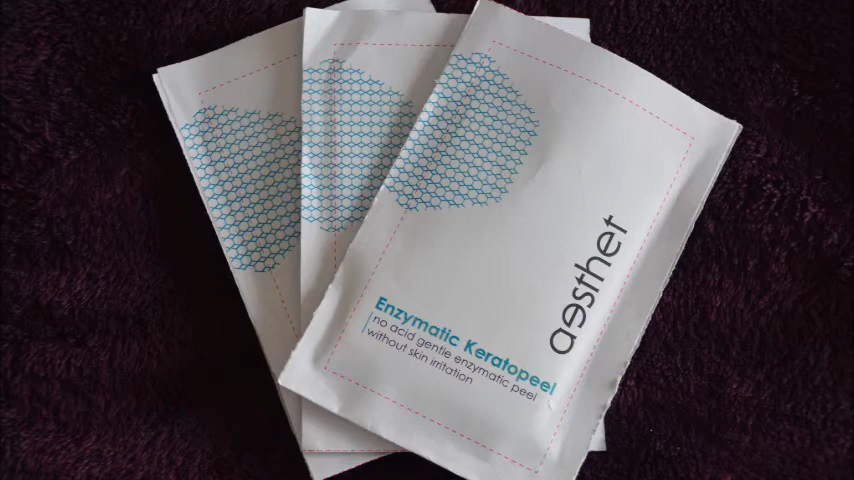 aesthet
Enzymatic Keratopeel
no acid gentle enzymatic peel
without skin irritation